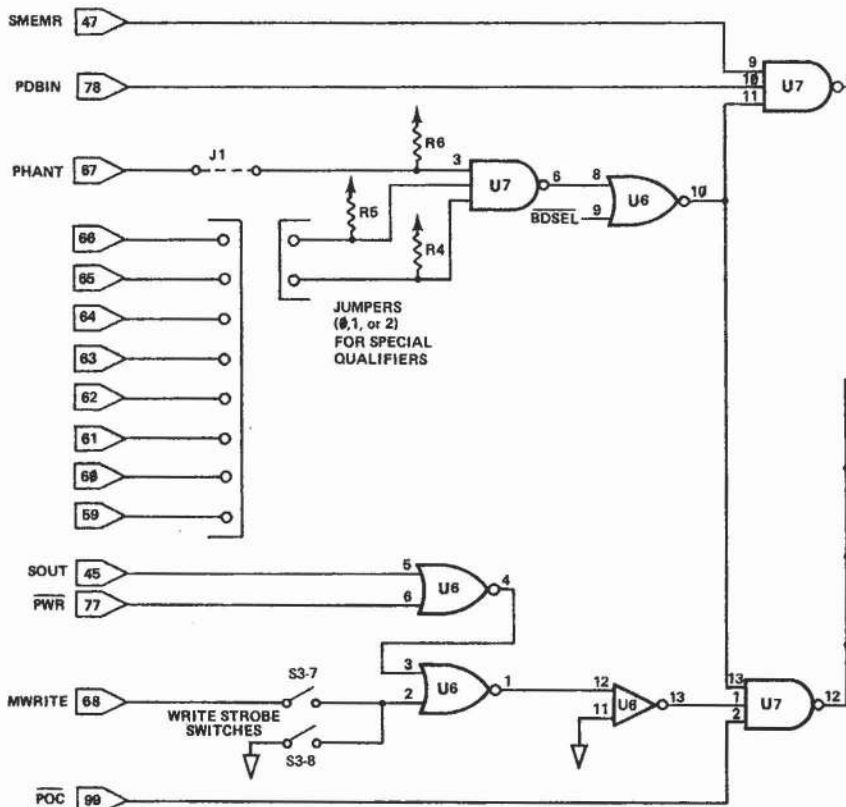 SMEMR 47
9
10
11
U7
PDBIN 78
PHANT 67
J1
R6
3
U7
6
8
U6
10
9
BDSEL
R5
R4
66
65
64
63
62
61
60
59
JUMPERS
(0,1, or 2)
FOR SPECIAL
QUALIFIERS
SOUT 45
5
U6
4
PWR 77
6
MWRITE 68
S3-7
WRITE STROBE
SWITCHES
S3-8
3
2
U6
1
12
11
U6
13
13
1
2
U7
12
POC 99